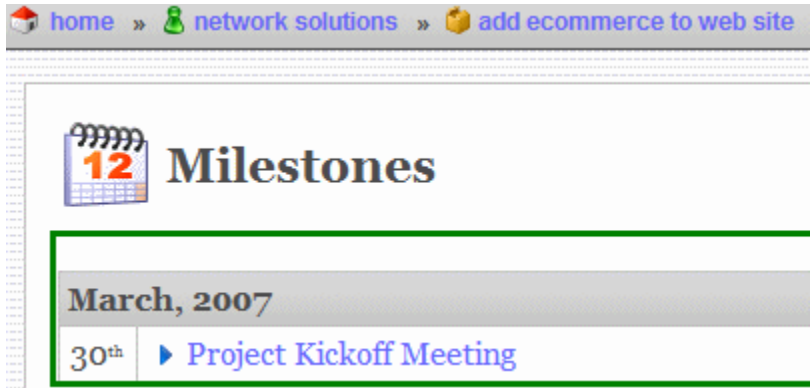 home » network solutions » add ecommerce to web site
12
Milestones
March, 2007
30th Project Kickoff Meeting